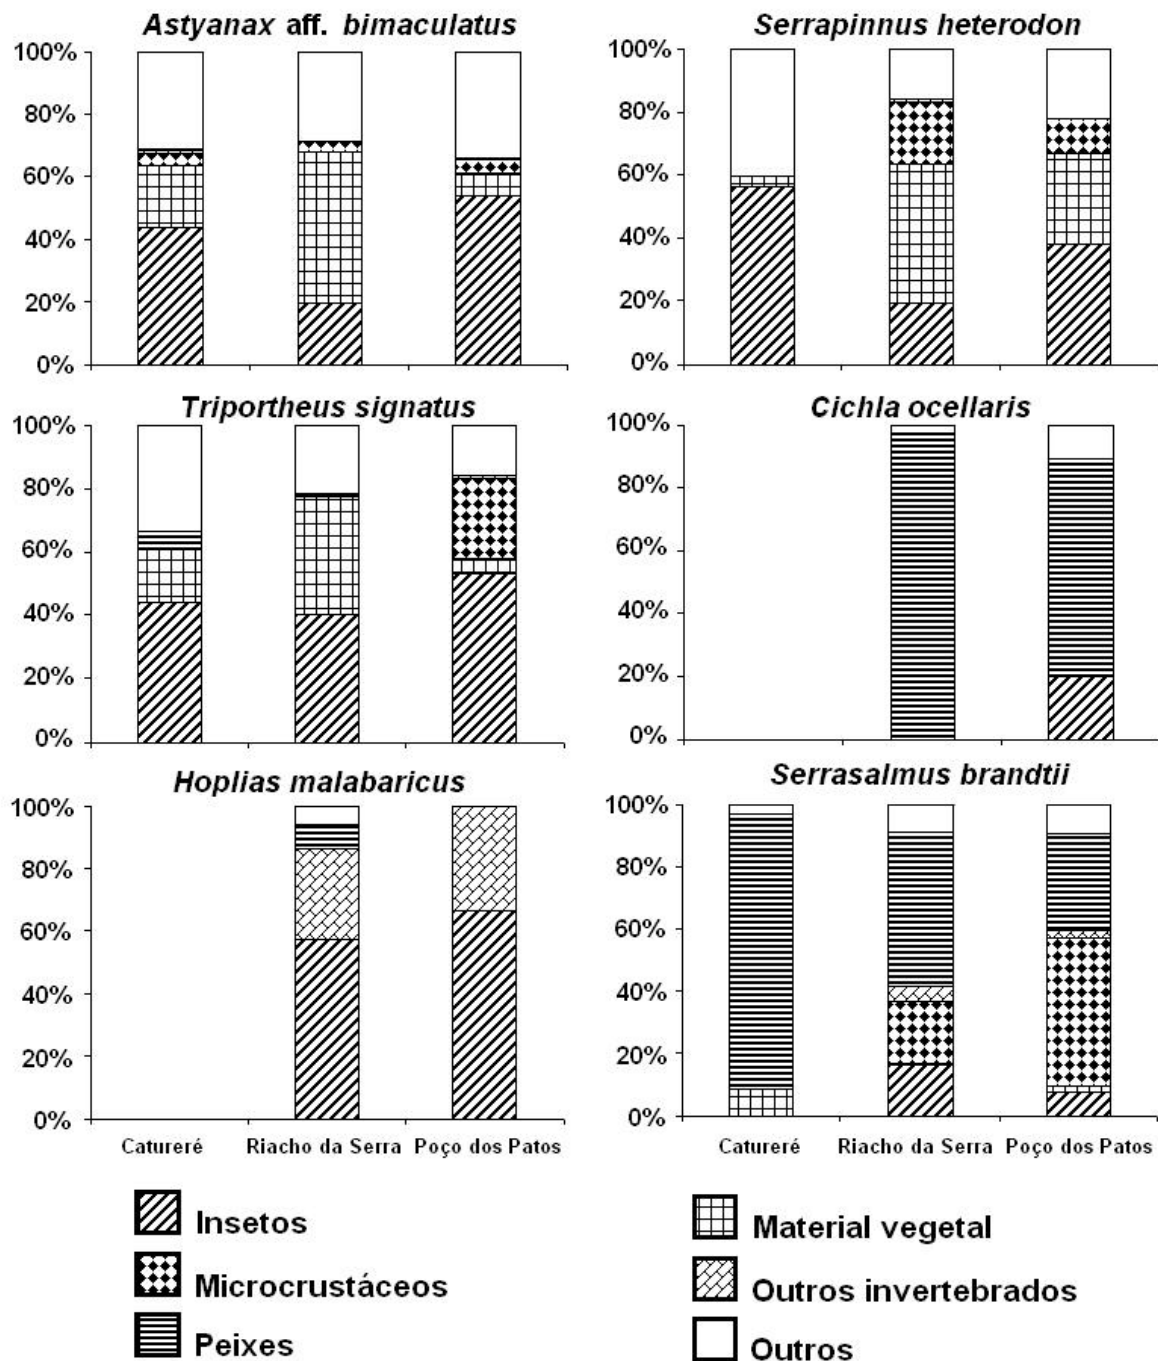 Astyanax aff. bimaculatus
100%
80%
60%
40%
20%
0%
Serrapinnus heterodon
100%
80%
60%
40%
20%
0%
Triportheus signatus
100%
80%
60%
40%
20%
0%
Cichla ocellaris
100%
80%
60%
40%
20%
0%
Hoplias malabaricus
100%
80%
60%
40%
20%
0%
Catureré Riacho da Serra Poço dos Patos
Serrasalmus brandtii
100%
80%
60%
40%
20%
0%
Catureré Riacho da Serra Poço dos Patos
Insetos
Microcrustáceos
Peixes
Material vegetal
Outros invertebrados
Outros